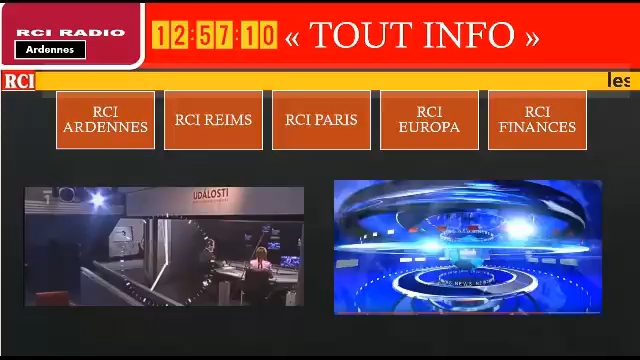 RCI RADIO
Ardennes
12:57:10
« TOUT INFO »
RCI
les
RCI
ARDENNES
RCI REIMS
RCI PARIS
RCI
EUROPA
RCI
FINANCES
UDÁLOSTI